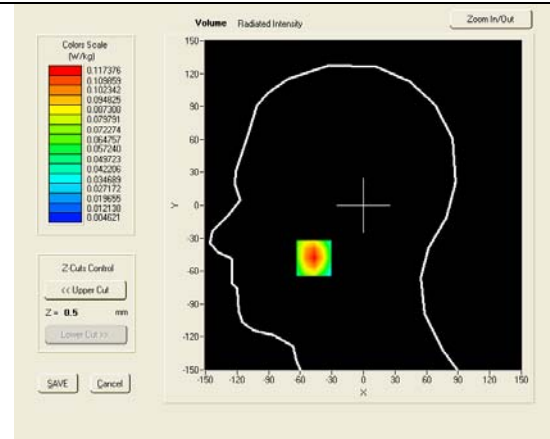 Volume Radiated Intensity
Zoom In/Out
Colors Scale
(W/kg)
0.117376
0.109859
0.102342
0.094825
0.087308
0.079791
0.072274
0.064757
0.057240
0.049723
0.042206
0.034689
0.027172
0.019655
0.012138
0.004621
Z Cuts Control
<< Upper Cut
Z = 0.5 mm
Lower Cut >>
SAVE
Cancel
150
120
90
60
30
0
-30
-60
-90
-120
-150
Y
-150 -120 -90 -60 -30 0 30 60 90 120 150
X